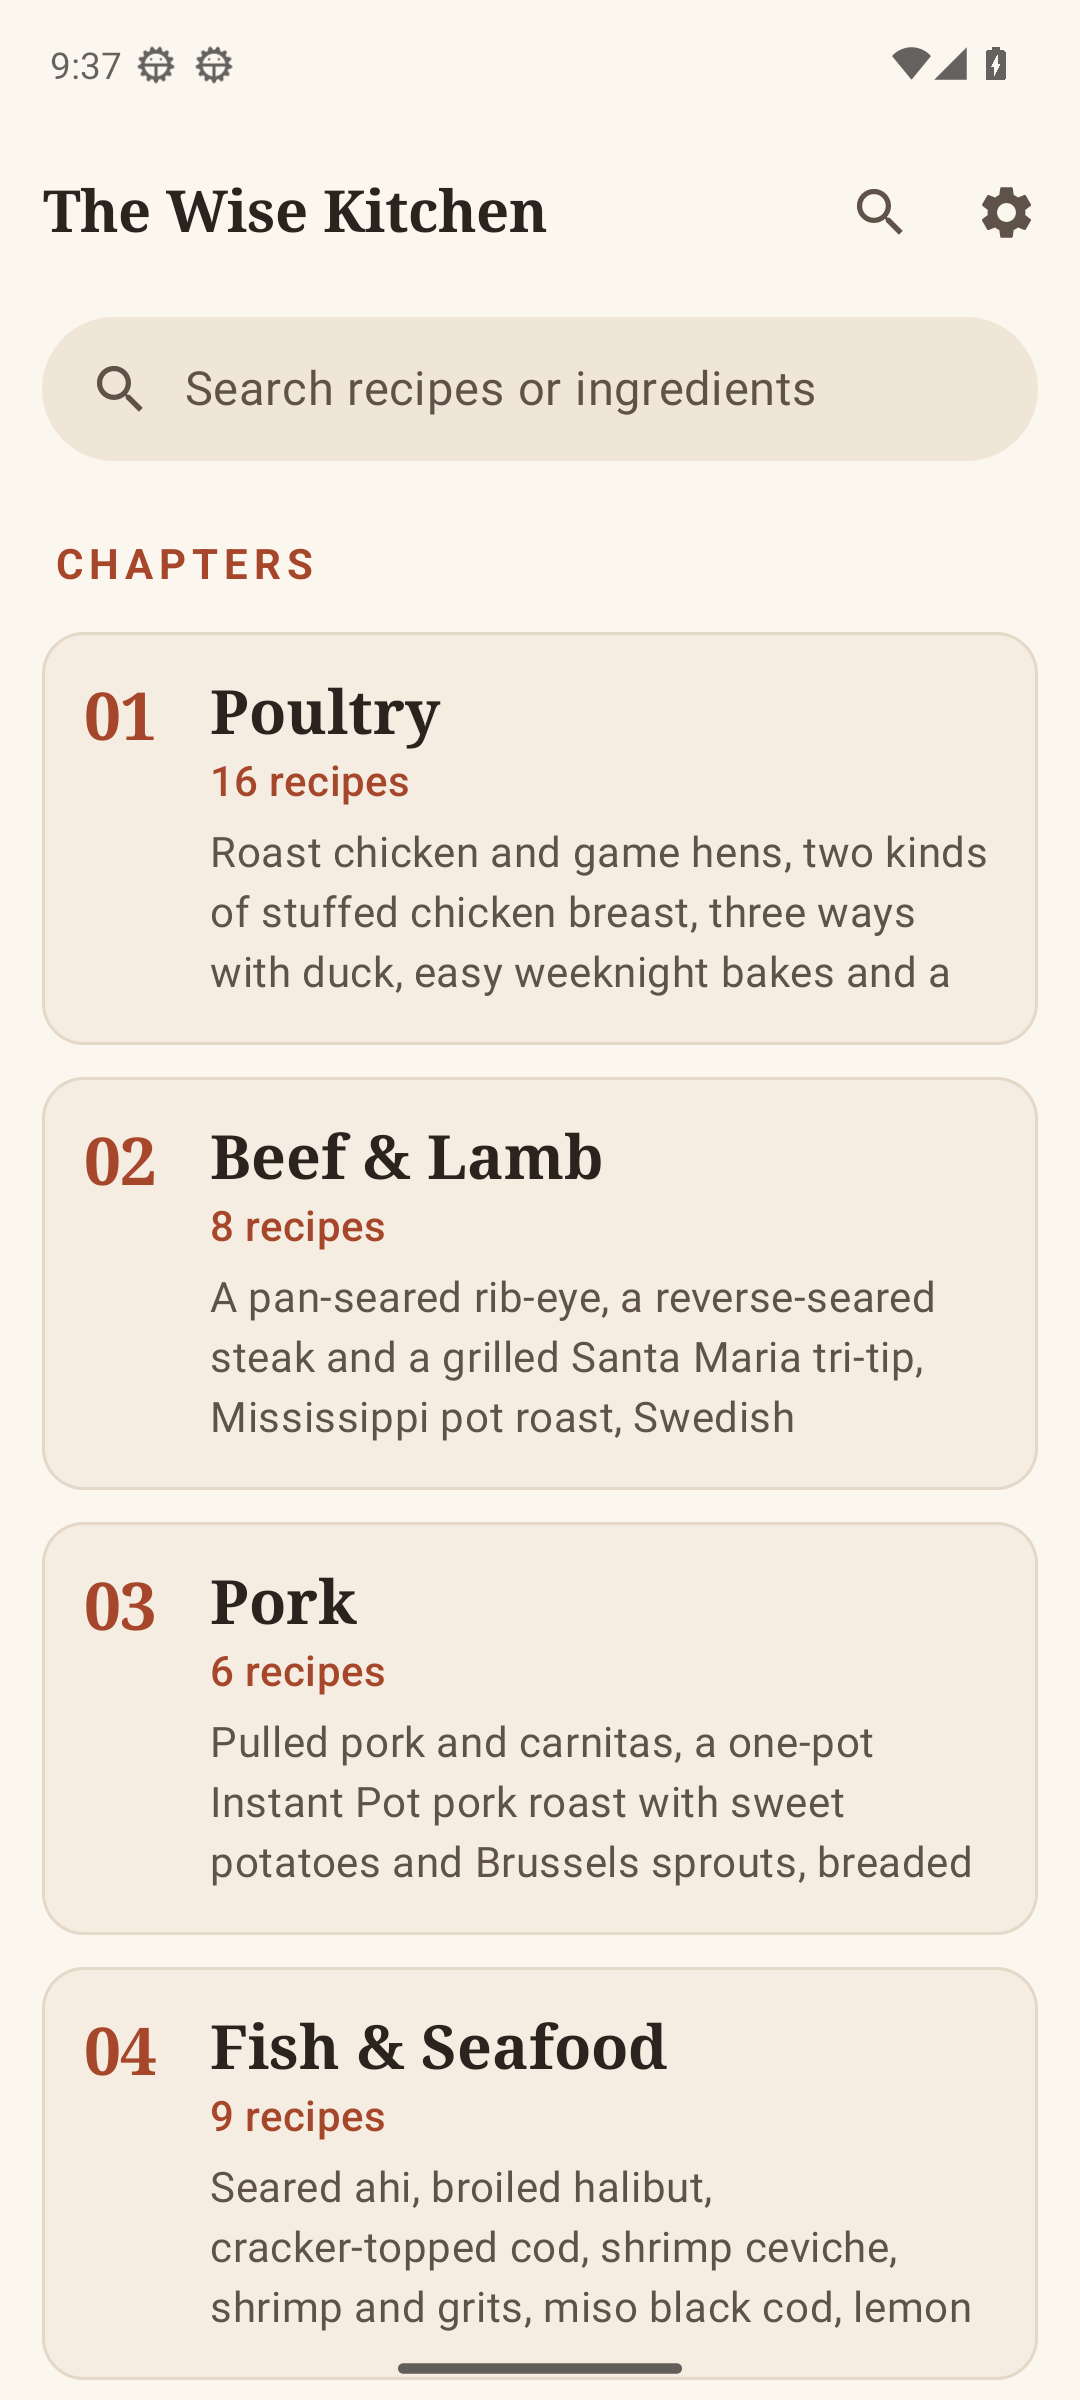 9:37
The Wise Kitchen
Search recipes or ingredients
CHAPTERS
01
Poultry
16 recipes
Roast chicken and game hens, two kinds
of stuffed chicken breast, three ways
with duck, easy weeknight bakes and a
02
Beef & Lamb
8 recipes
A pan-seared rib-eye, a reverse-seared
steak and a grilled Santa Maria tri-tip,
Mississippi pot roast, Swedish
03
Pork
6 recipes
Pulled pork and carnitas, a one-pot
Instant Pot pork roast with sweet
potatoes and Brussels sprouts, breaded
04
Fish & Seafood
9 recipes
Seared ahi, broiled halibut,
cracker-topped cod, shrimp ceviche,
shrimp and grits, miso black cod, lemon